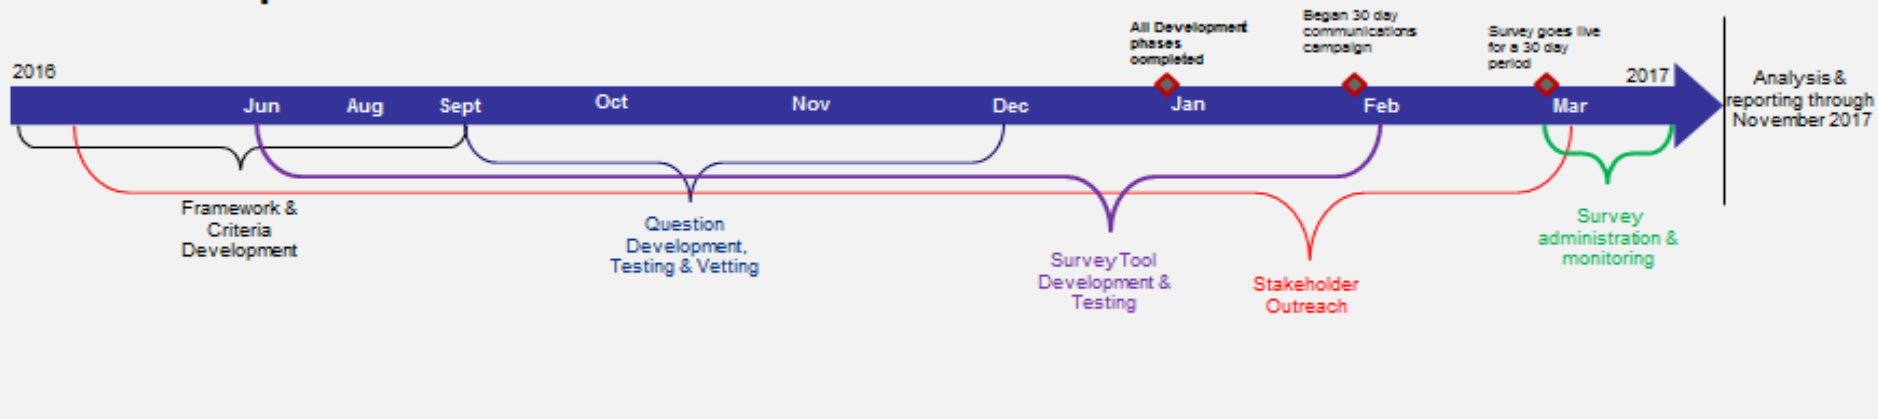 All Development
phases
completed
Began 30 day
communications
campaign
Survey goes live
for a 30 day
period
2016
2017
Jun Aug Sept Oct Nov Dec Jan Feb Mar
Analysis &
reporting through
November 2017
Framework &
Criteria
Development
Question
Development,
Testing & Vetting
Survey Tool
Development &
Testing
Stakeholder
Outreach
Survey
administration &
monitoring